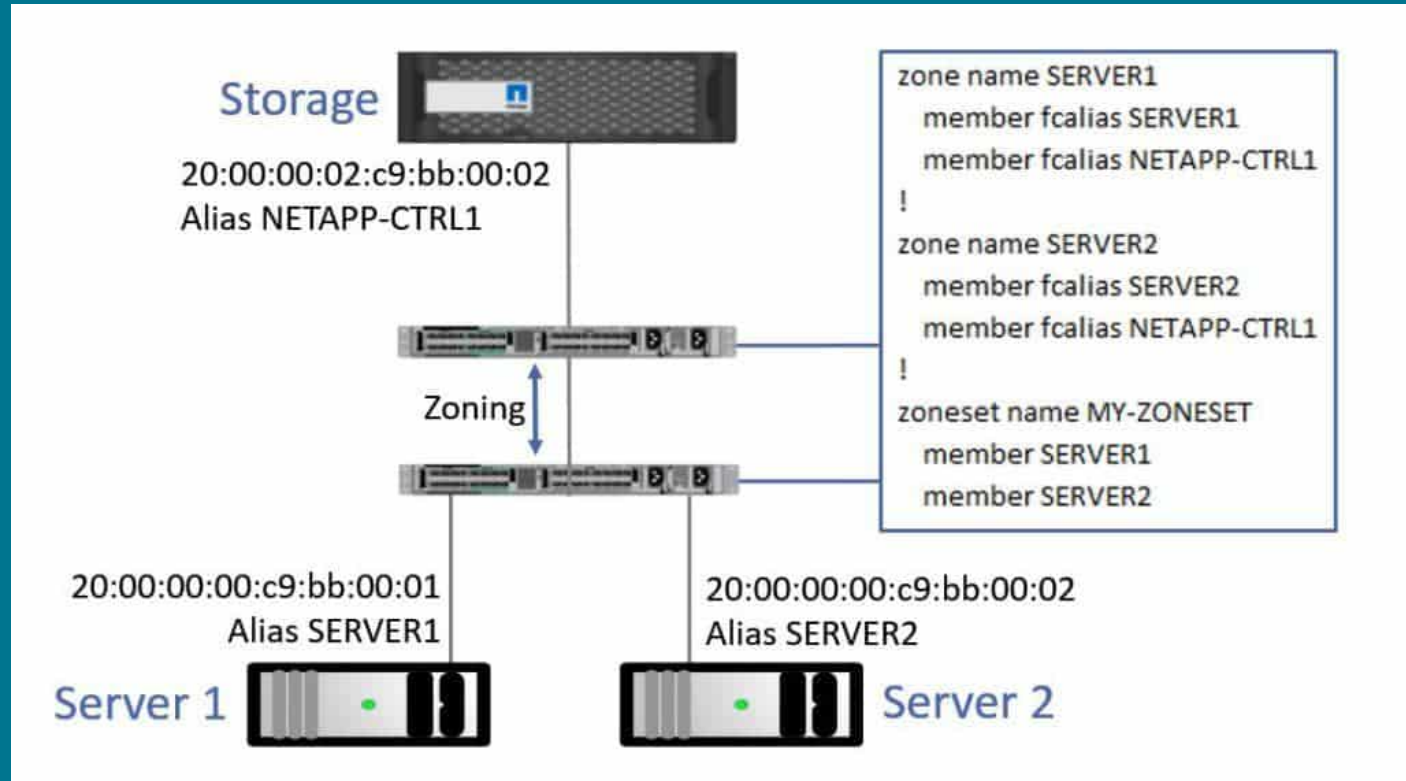 Storage
20:00:00:02:c9:bb:00:02
Alias NETAPP-CTRL1
Zoning
20:00:00:00:c9:bb:00:01
Alias SERVER1
Server 1
20:00:00:00:c9:bb:00:02
Alias SERVER2
Server 2
zone name SERVER1
member fcalias SERVER1
member fcalias NETAPP-CTRL1
!
zone name SERVER2
member fcalias SERVER2
member fcalias NETAPP-CTRL1
!
zoneset name MY-ZONESET
member SERVER1
member SERVER2